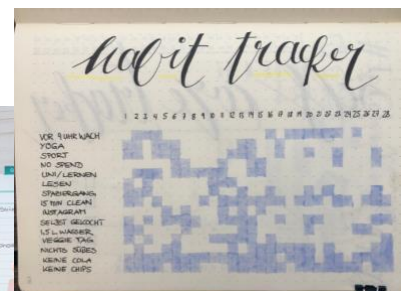 habit tracker
1 2 3 4 5 6 7 8 9 10 11 12 13 14 15 16 17 18 19 20 21 22 23 24 25 26 27 28
VOR 9 UHR WACH
YOGA
SPORT
NO SPEND
UNI/LERNEN
LESEN
SPAZIERGANG
15 MIN CLEAN
INSTAGRAM
SELBST GEKOCHT
1,5 L WASSER
VEGGIE TAG
NICHTS SÜßES
KEINE COLA
KEINE CHIPS